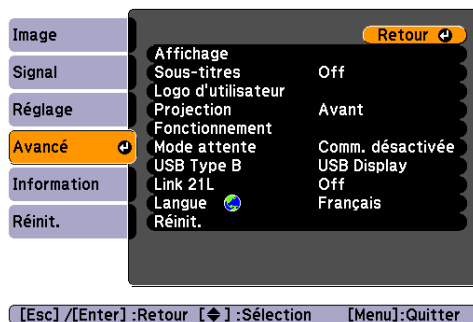 Image
Signal
Réglage
Avancé
Information
Réinit.
Retour
Affichage
Sous-titres Off
Logo d'utilisateur
Projection Avant
Fonctionnement
Mode attente Comm. désactivée
USB Type B USB Display
Link 21L Off
Langue Français
Réinit.
[Esc] /[Enter] :Retour [◆] :Sélection [Menu]:Quitter